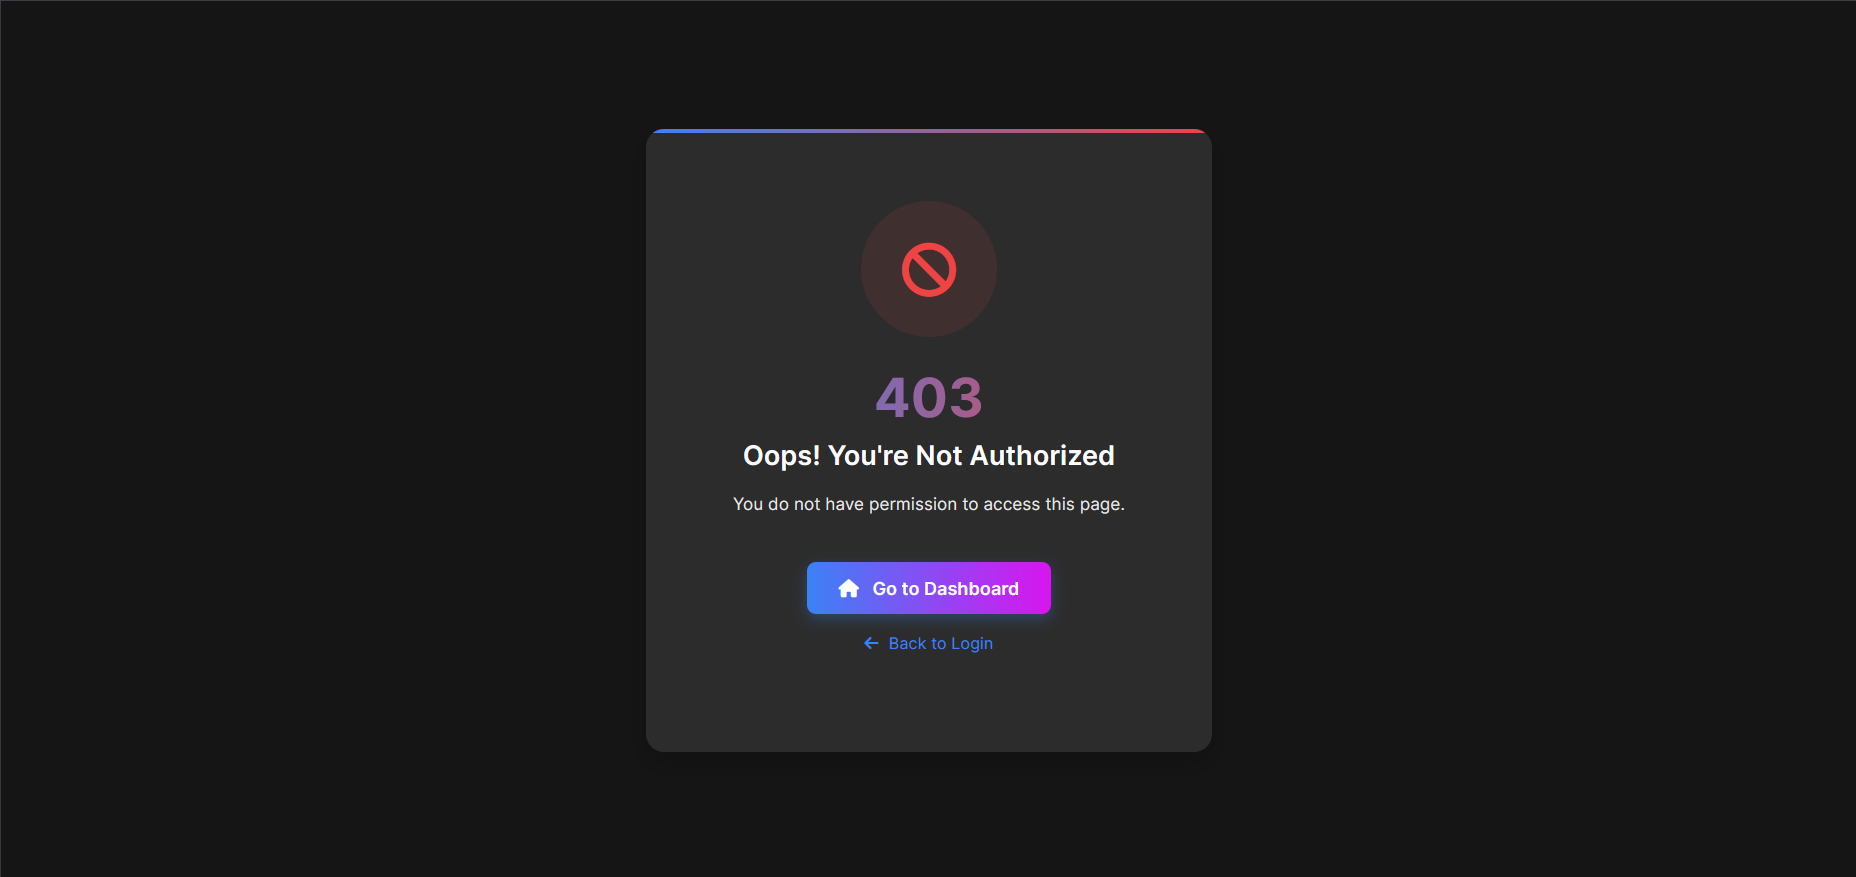 403
Oops! You're Not Authorized
You do not have permission to access this page.
Go to Dashboard
Back to Login